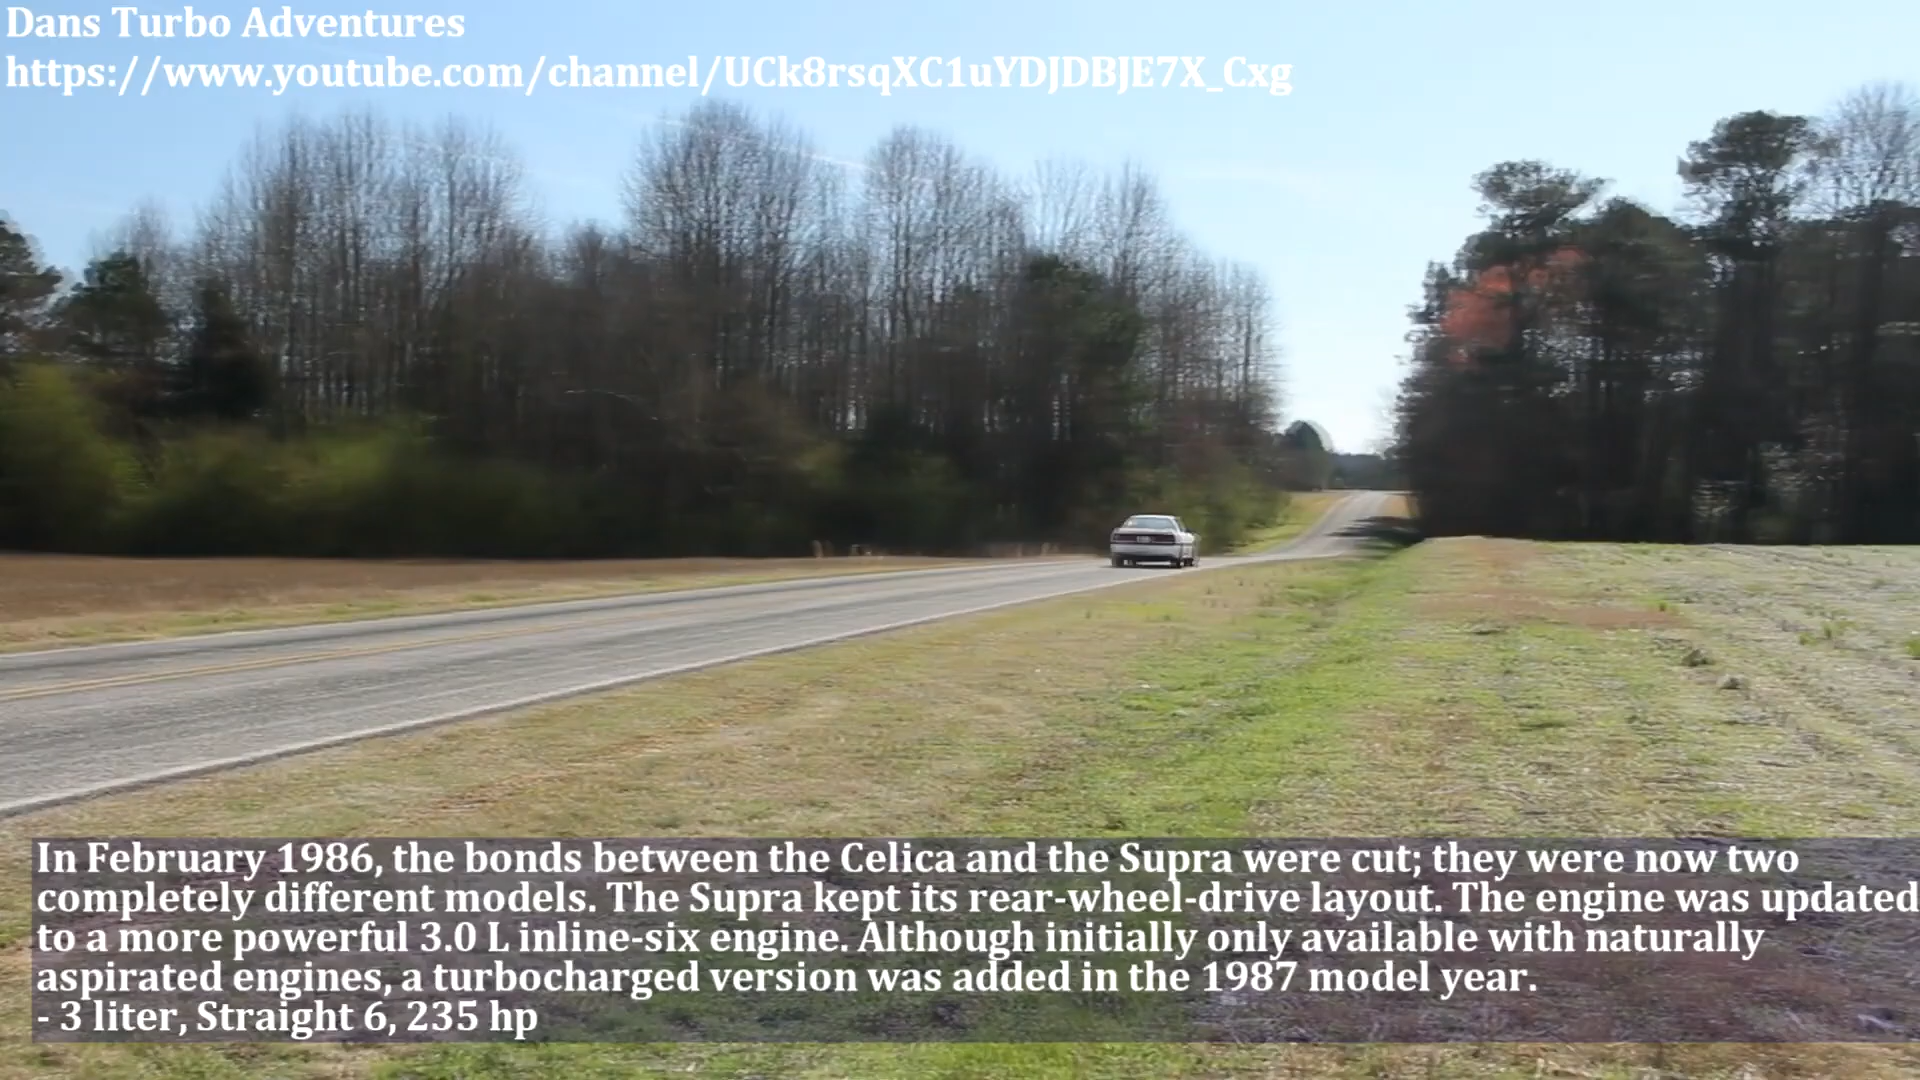 Dans Turbo Adventures
https://www.youtube.com/channel/UCk8rsqXC1uYDJDBJE7X_Cxg
In February 1986, the bonds between the Celica and the Supra were cut; they were now two
completely different models. The Supra kept its rear-wheel-drive layout. The engine was updated
to a more powerful 3.0 L inline-six engine. Although initially only available with naturally
aspirated engines, a turbocharged version was added in the 1987 model year.
- 3 liter, Straight 6, 235 hp